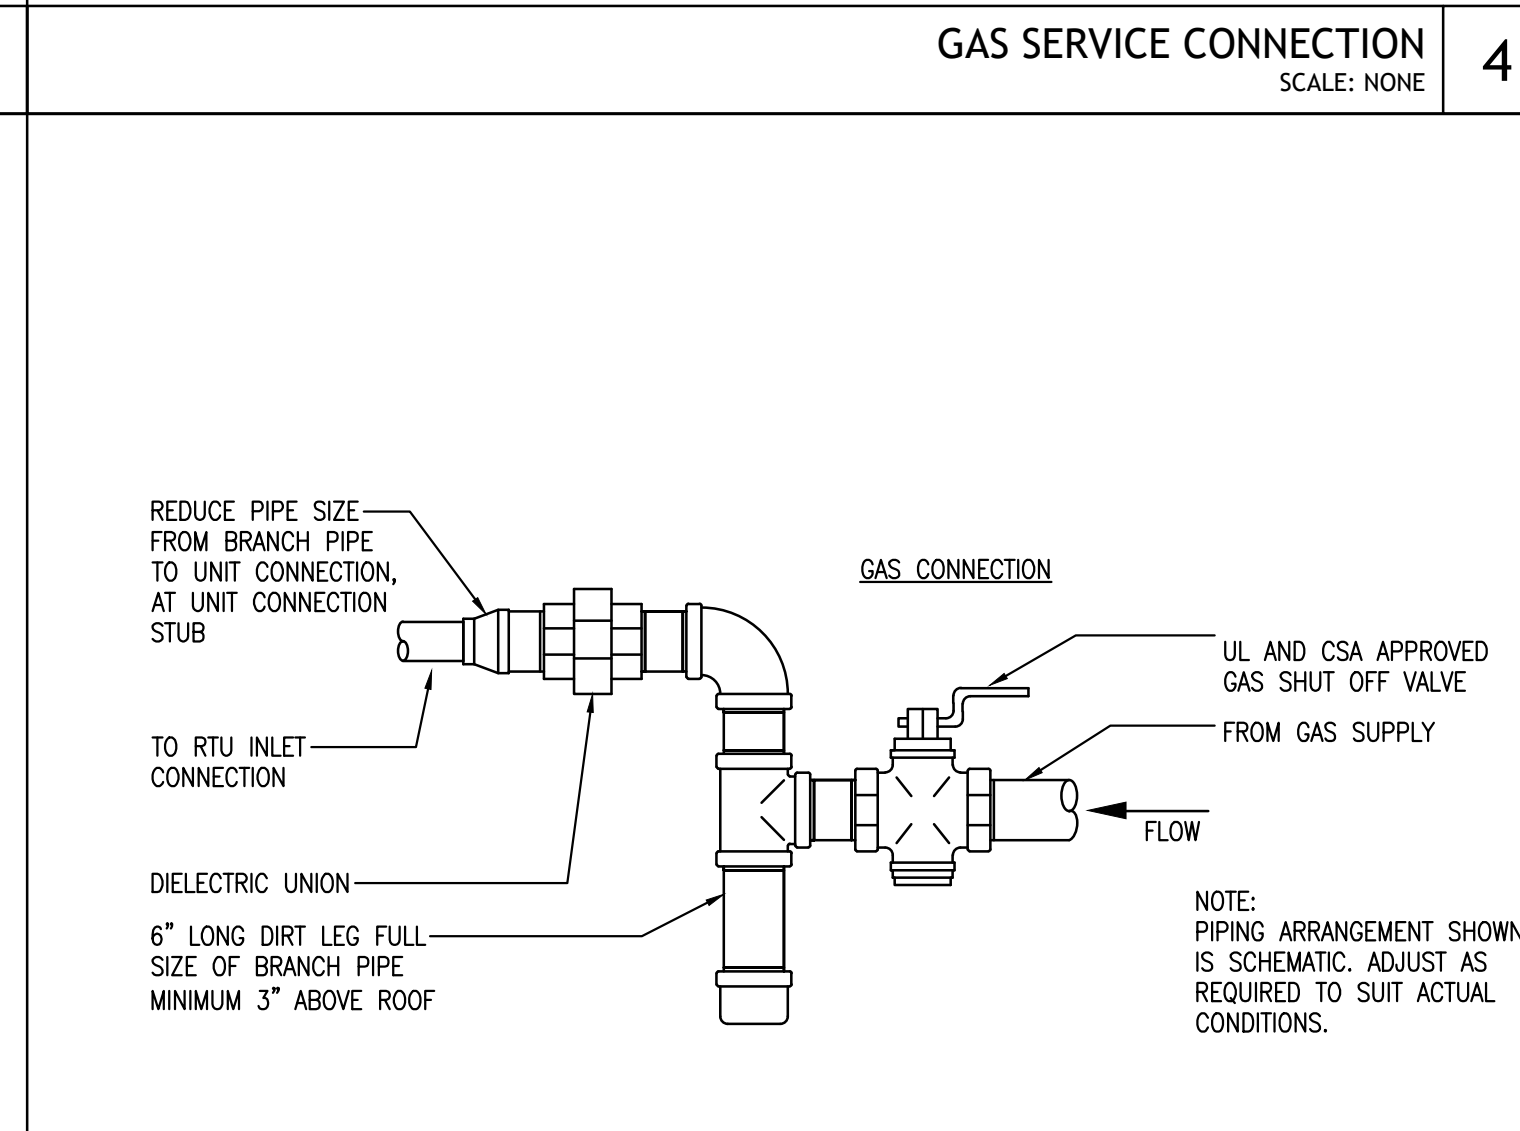 GAS SERVICE CONNECTION
SCALE: NONE
4
REDUCE PIPE SIZE
FROM BRANCH PIPE
TO UNIT CONNECTION,
AT UNIT CONNECTION
STUB
GAS CONNECTION
UL AND CSA APPROVED
GAS SHUT OFF VALVE
FROM GAS SUPPLY
TO RTU INLET
CONNECTION
FLOW
DIELECTRIC UNION
6" LONG DIRT LEG FULL
SIZE OF BRANCH PIPE
MINIMUM 3" ABOVE ROOF
NOTE:
PIPING ARRANGEMENT SHOWN
IS SCHEMATIC. ADJUST AS
REQUIRED TO SUIT ACTUAL
CONDITIONS.